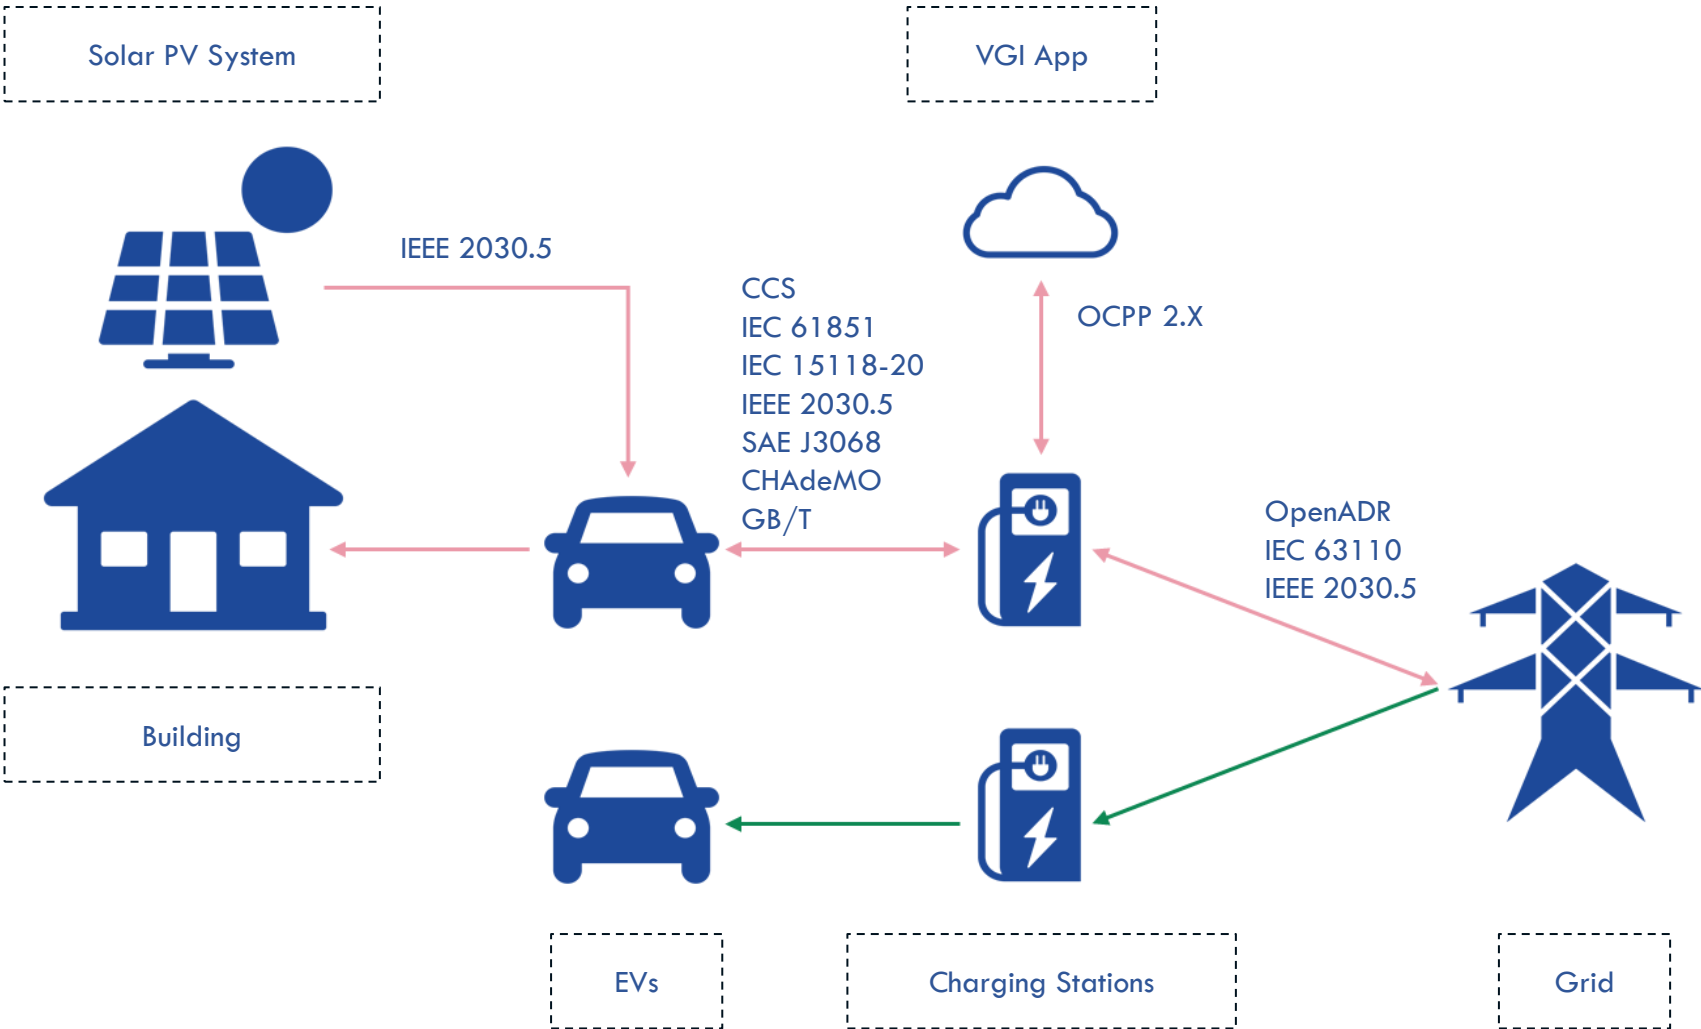 Solar PV System
VGI App
IEEE 2030.5
CCS
IEC 61851
IEC 15118-20
IEEE 2030.5
SAE J3068
CHAdeMO
GB/T
OCPP 2.X
OpenADR
IEC 63110
IEEE 2030.5
Building
EVs
Charging Stations
Grid